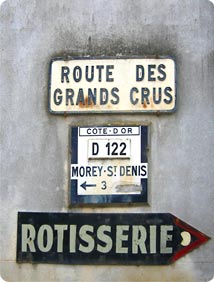 ROUTE DES
GRANDS CRUS
CÔTE-D'OR
D 122
MOREY-ST DENIS
← 3
ROTISSERIE